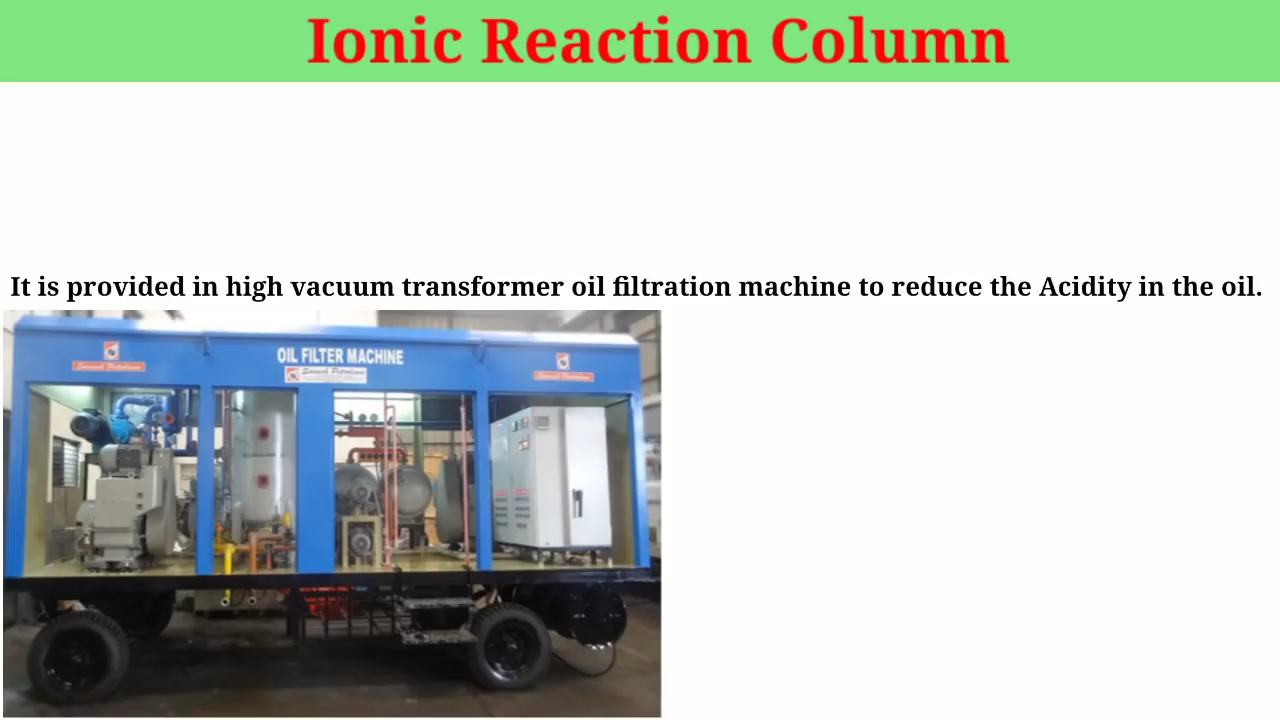 Ionic Reaction Column
It is provided in high vacuum transformer oil filtration machine to reduce the Acidity in the oil.
OIL FILTER MACHINE